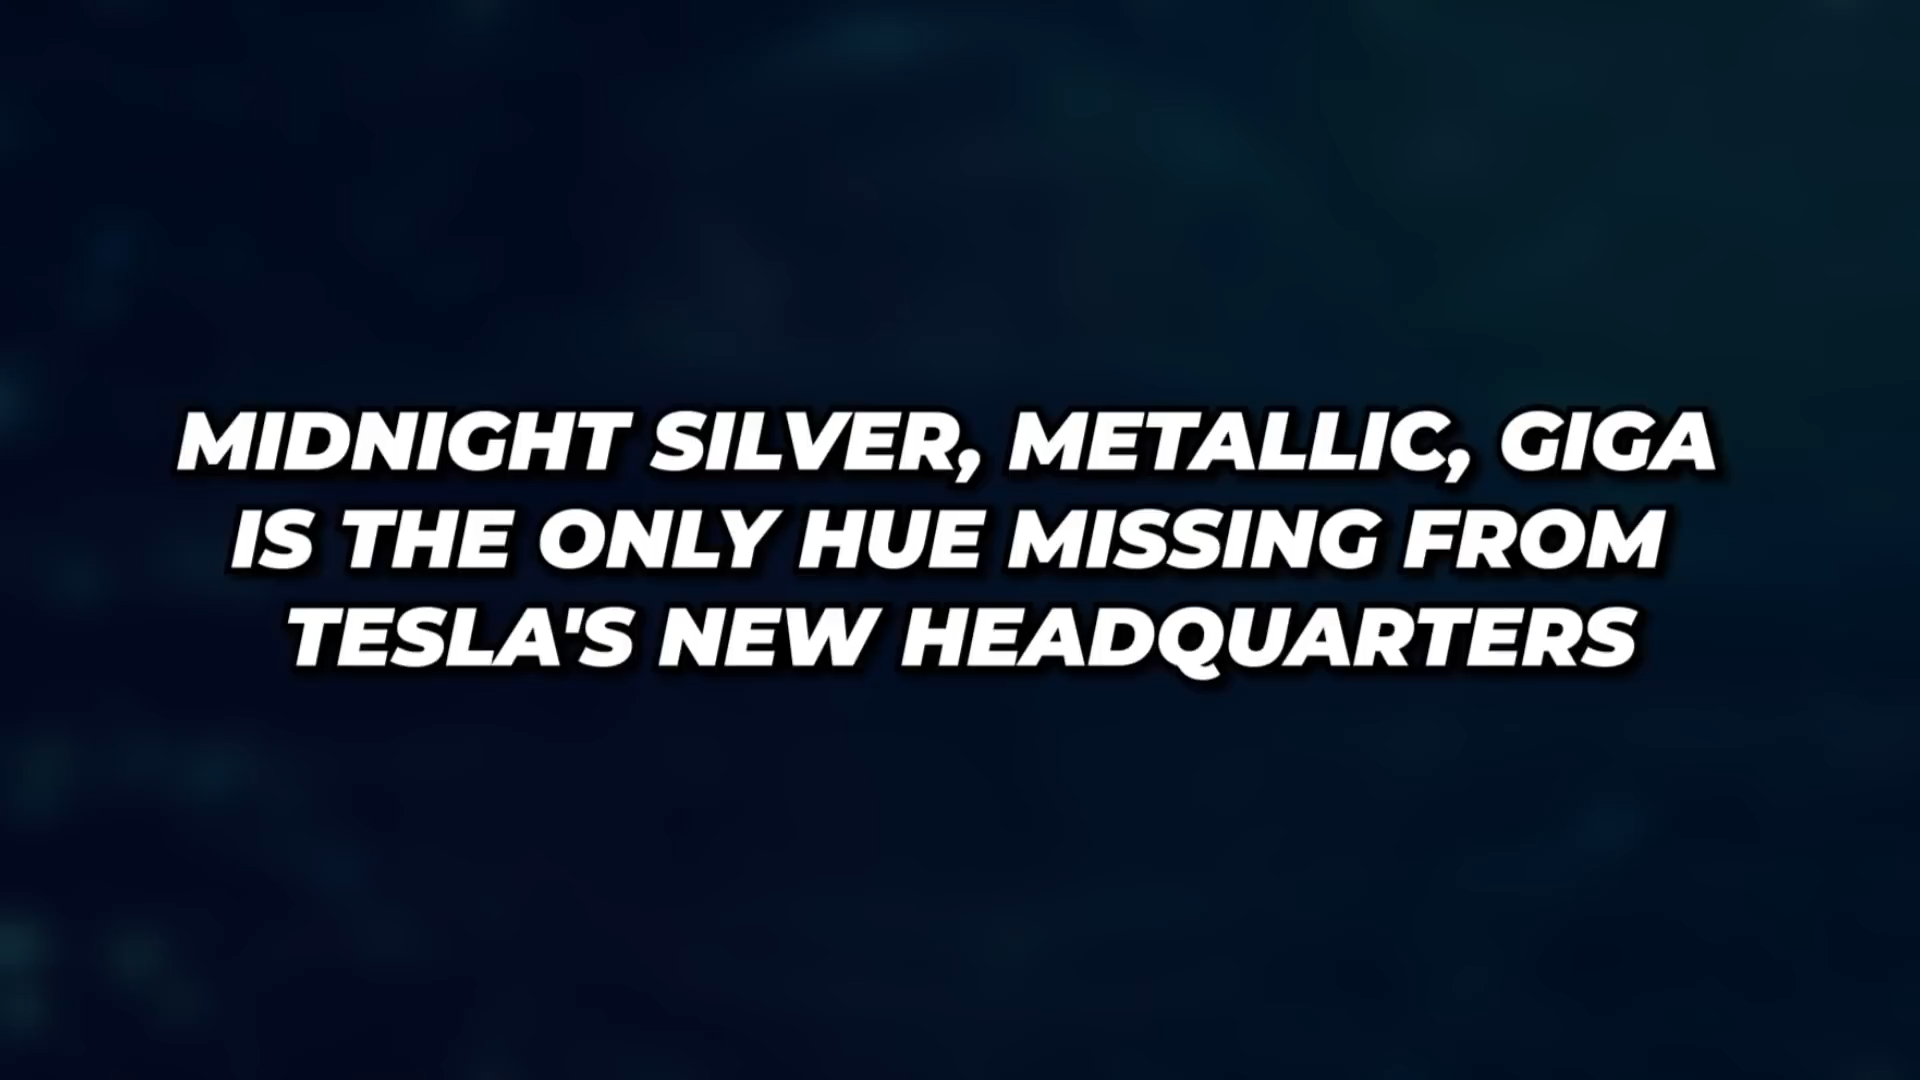 MIDNIGHT SILVER, METALLIC, GIGA
IS THE ONLY HUE MISSING FROM
TESLA'S NEW HEADQUARTERS